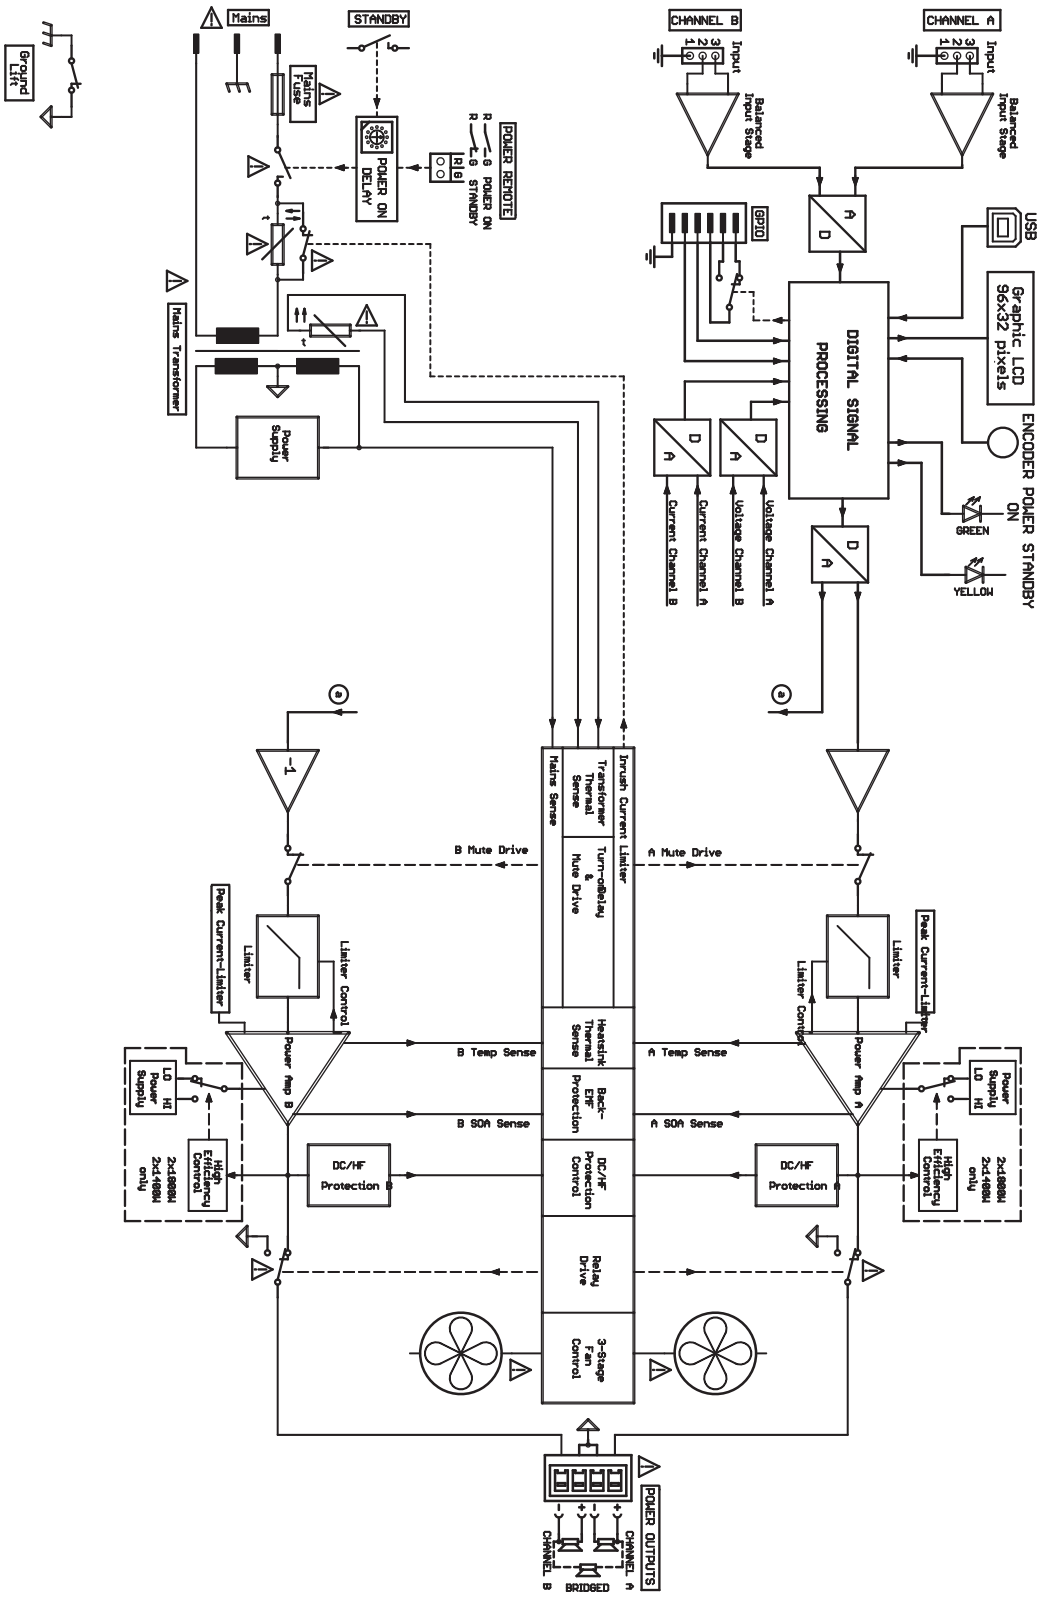 CHANNEL A
3
2
1
Input
Balanced
Input Stage
CHANNEL B
3
2
1
Input
Balanced
Input Stage
A
D
USB
Graphic LCD
96x32 pixels
ENCODER
POWER
ON
STANDBY
GREEN
YELLOW
DIGITAL SIGNAL
PROCESSING
GPIO
D
A
D
A
Voltage Channel A
Voltage Channel B
Current Channel A
Current Channel B
D
A
a
a
-1
STANDBY
POWER REMOTE
R G POWER ON
R G STANDBY
R G
POWER ON
DELAY
Mains
Mains
Fuse
t
t
Mains Transformer
Power
Supply
Ground
Lift
Inrush Current Limiter
Transformer
Thermal
Sense
Mains Sense
Turn-onDelay
&
Mute Drive
Heatsink
Thermal
Sense
Back-
EMF
Protection
DC/HF
Protection
Control
Relay
Drive
3-Stage
Fan
Control
A Mute Drive
B Mute Drive
Peak Current-Limiter
Limiter
Limiter Control
Power Amp A
A Temp Sense
A SOA Sense
Power
Supply
LO HI
High
Efficiency
Control
2x1800W
2x1400W
only
DC/HF
Protection A
Peak Current-Limiter
Limiter
Limiter Control
Power Amp B
B Temp Sense
B SOA Sense
LO HI
Power
Supply
High
Efficiency
Control
2x1800W
2x1400W
only
DC/HF
Protection B
POWER OUTPUTS
+
-
+
-
CHANNEL A
BRIDGED
CHANNEL B